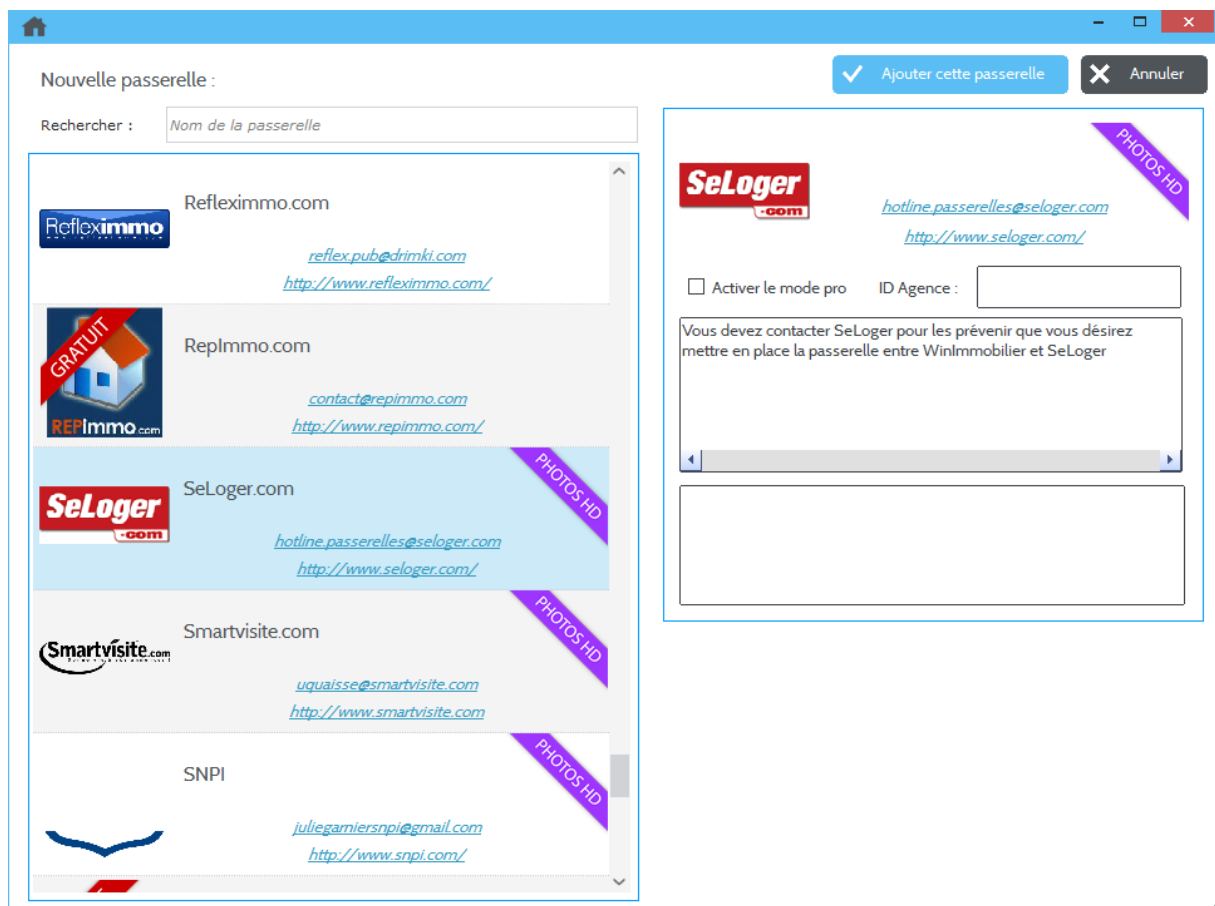 Nouvelle passerelle :
Ajouter cette passerelle
Annuler
Rechercher :
Nom de la passerelle
Refleximmo
Refleximmo.com
reflex.pub@drimki.com
http://www.refleximmo.com/
GRATUIT
REPimmo.com
RepImmo.com
contact@repimmo.com
http://www.repimmo.com/
SeLoger
.com
SeLoger.com
PHOTOS HD
hotline.passerelles@seloger.com
http://www.seloger.com/
Smartvisite.com
Smartvisite.com
PHOTOS HD
uquaisse@smartvisite.com
http://www.smartvisite.com
SNPI
PHOTOS HD
juliegarniersnpi@gmail.com
http://www.snpi.com/
SeLoger
.com
PHOTOS HD
hotline.passerelles@seloger.com
http://www.seloger.com/
Activer le mode pro
ID Agence :
Vous devez contacter SeLoger pour les prévenir que vous désirez
mettre en place la passerelle entre WinImmobilier et SeLoger